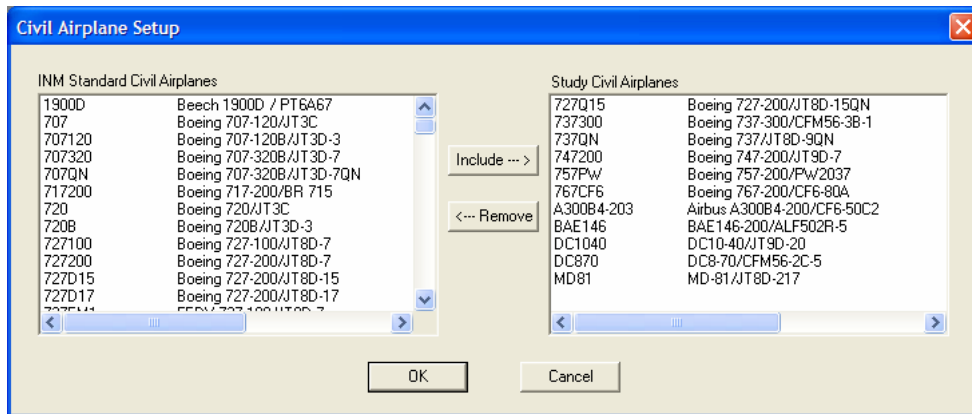 Civil Airplane Setup
INM Standard Civil Airplanes
1900D Beech 1900D / PT6A67
707 Boeing 707-120/JT3C
707120 Boeing 707-120B/JT3D-3
707320 Boeing 707-320B/JT3D-7
707QN Boeing 707-320B/JT3D-7QN
717200 Boeing 717-200/BR 715
720 Boeing 720/JT3C
720B Boeing 720B/JT3D-3
727100 Boeing 727-100/JT8D-7
727200 Boeing 727-200/JT8D-7
727D15 Boeing 727-200/JT8D-15
727D17 Boeing 727-200/JT8D-17
Include --- >
<--- Remove
Study Civil Airplanes
727Q15 Boeing 727-200/JT8D-15QN
737300 Boeing 737-300/CFM56-3B-1
737QN Boeing 737/JT8D-9QN
747200 Boeing 747-200/JT9D-7
757PW Boeing 757-200/PW2037
767CF6 Boeing 767-200/CF6-80A
A300B4-203 Airbus A300B4-200/CF6-50C2
BAE146 BAE146-200/ALF502R-5
DC1040 DC10-40/JT9D-20
DC870 DC8-70/CFM56-2C-5
MD81 MD-81/JT8D-217
OK
Cancel